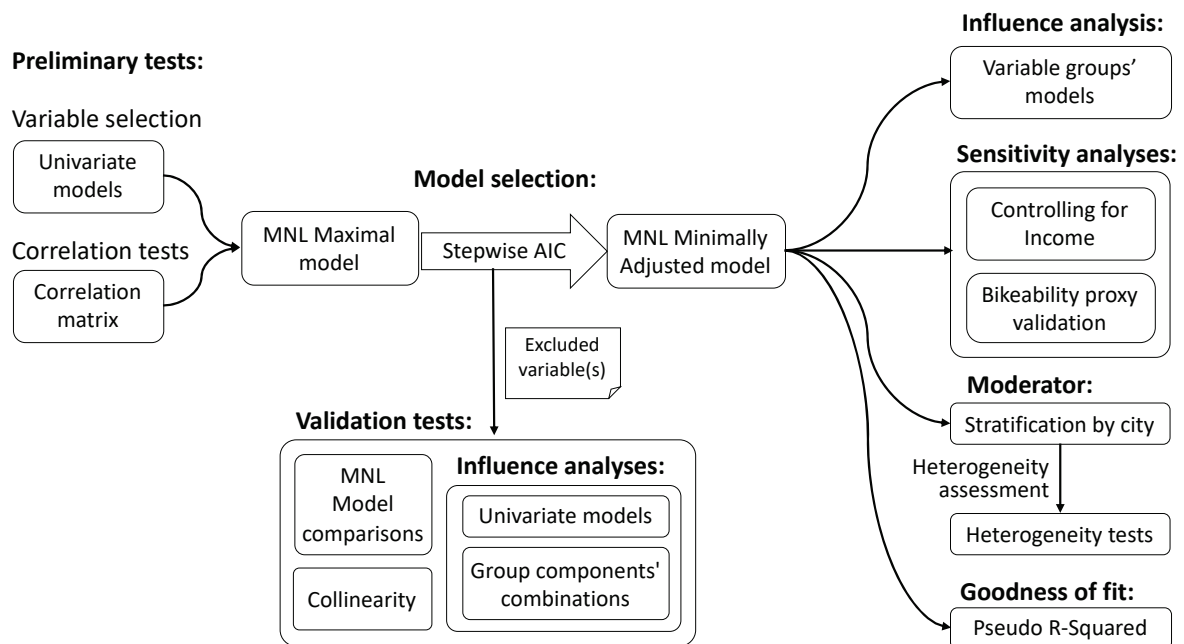 Preliminary tests:
Variable selection
Univariate
models
Correlation tests
Correlation
matrix
MNL Maximal
model
Model selection:
Stepwise AIC
MNL Minimally
Adjusted model
Excluded
variable(s)
Validation tests:
MNL
Model
comparisons
Collinearity
Influence analyses:
Univariate models
Group components'
combinations
Influence analysis:
Variable groups’
models
Sensitivity analyses:
Controlling for
Income
Bikeability proxy
validation
Moderator:
Stratification by city
Heterogeneity
assessment
Heterogeneity tests
Goodness of fit:
Pseudo R-Squared